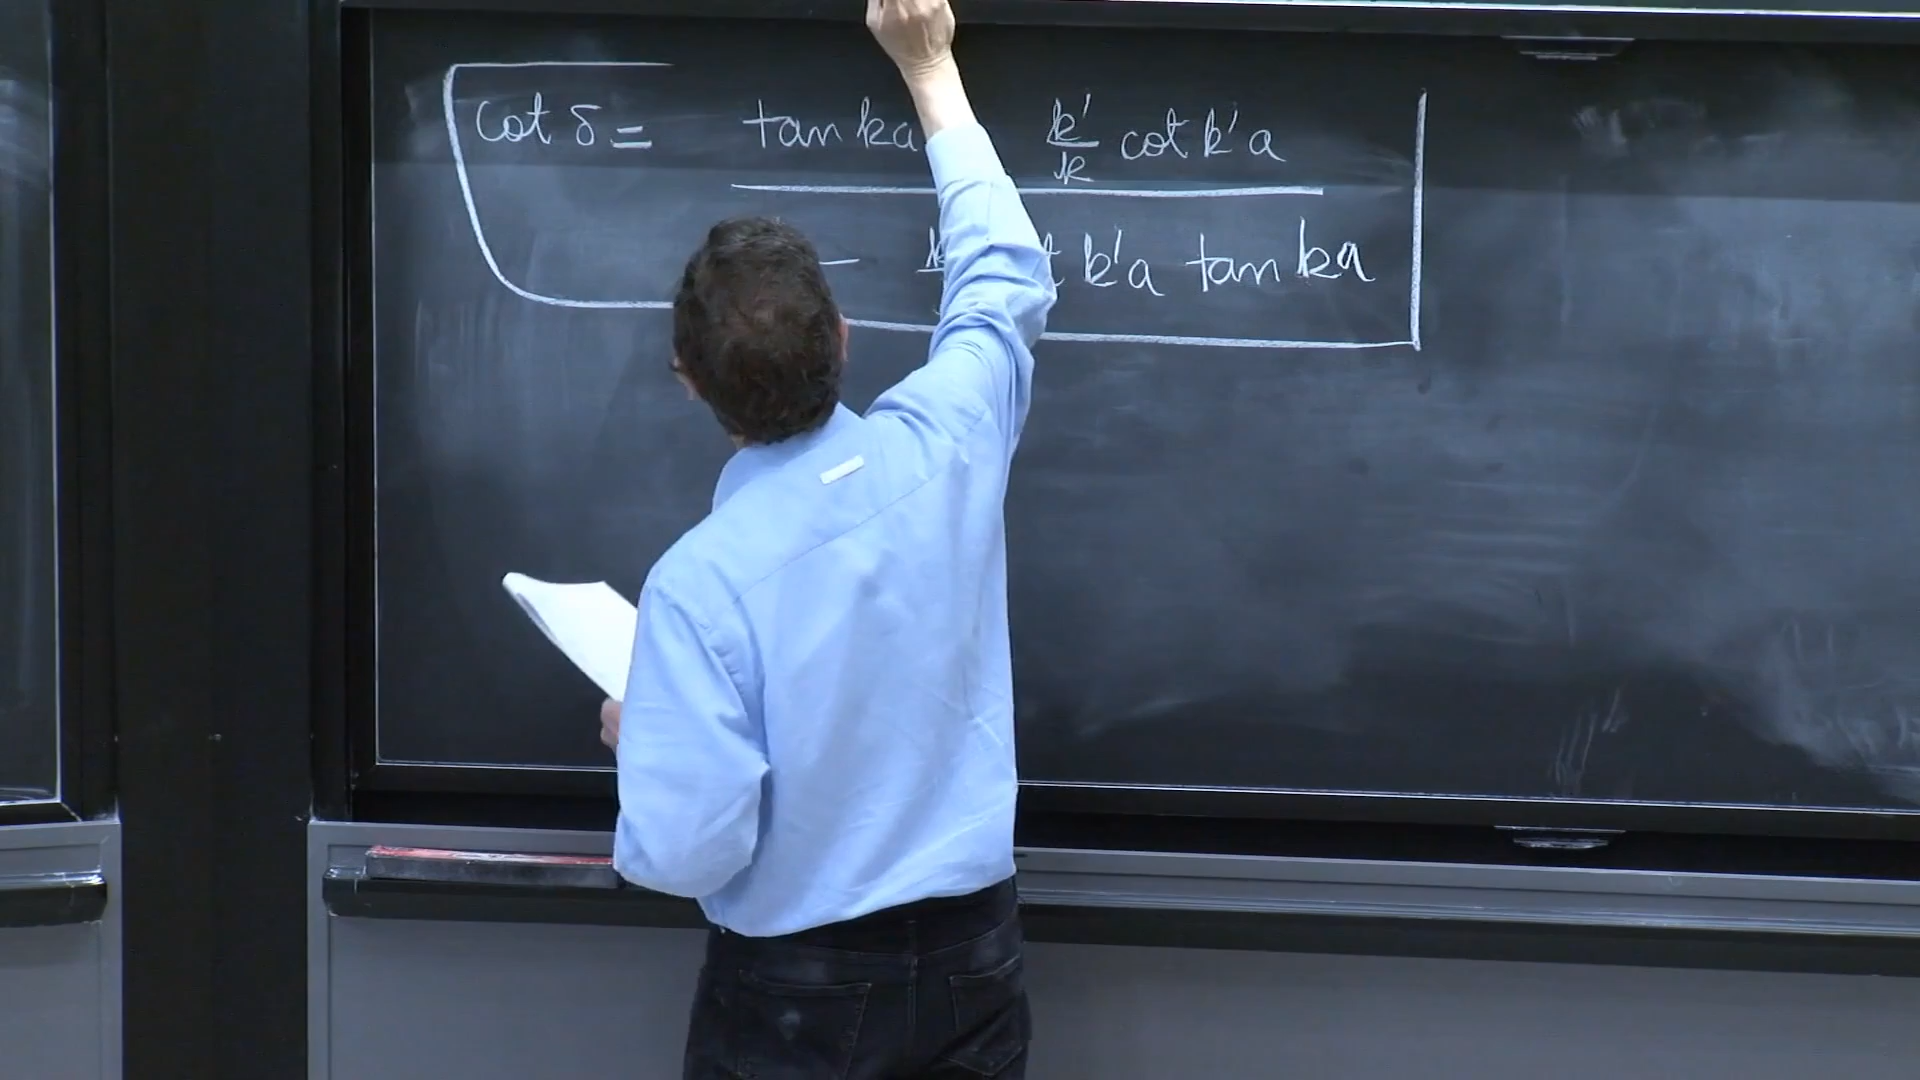 cot δ = tan ka k'/k cot k'a
- k'a tan ka